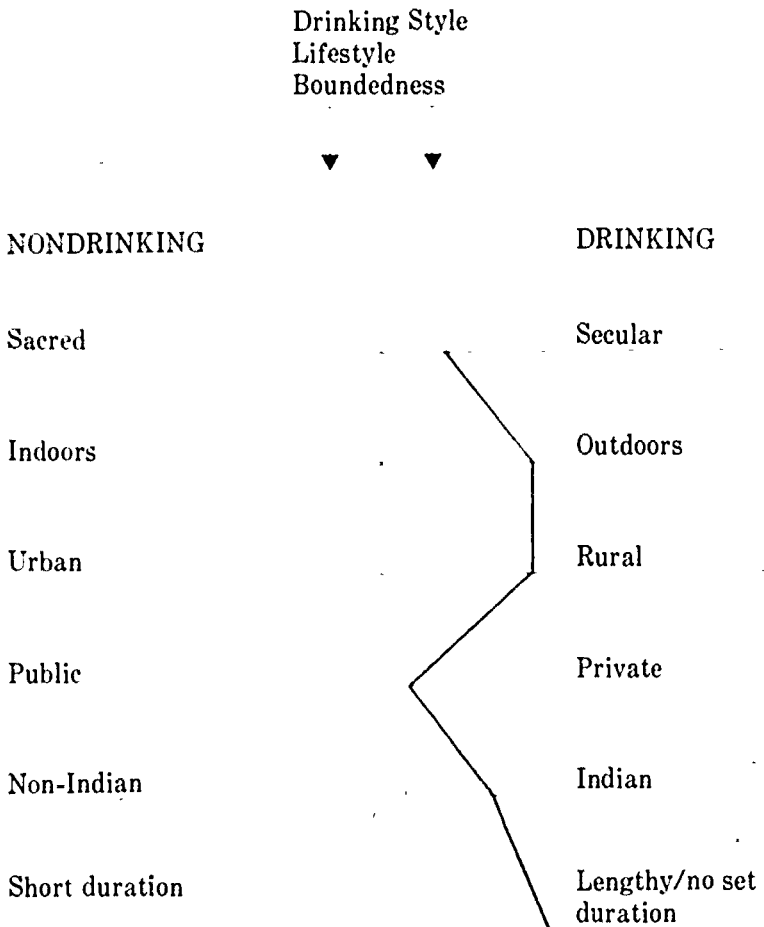 Drinking Style
Lifestyle
Boundedness
NONDRINKING DRINKING
Sacred Secular
Indoors Outdoors
Urban Rural
Public Private
Non-Indian Indian
Short duration Lengthy/no set
duration